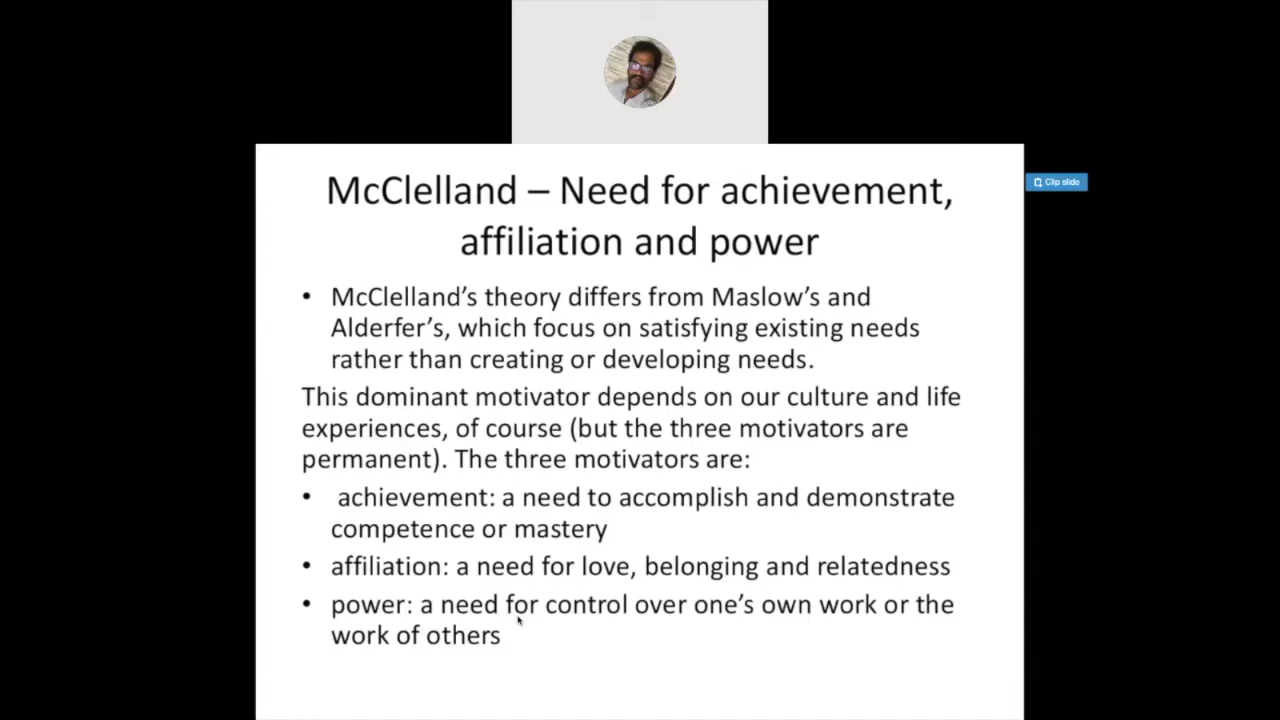 McClelland – Need for achievement,
affiliation and power
Clip slide
• McClelland's theory differs from Maslow's and
Alderfer's, which focus on satisfying existing needs
rather than creating or developing needs.
This dominant motivator depends on our culture and life
experiences, of course (but the three motivators are
permanent). The three motivators are:
• achievement: a need to accomplish and demonstrate
competence or mastery
• affiliation: a need for love, belonging and relatedness
• power: a need for control over one's own work or the
work of others